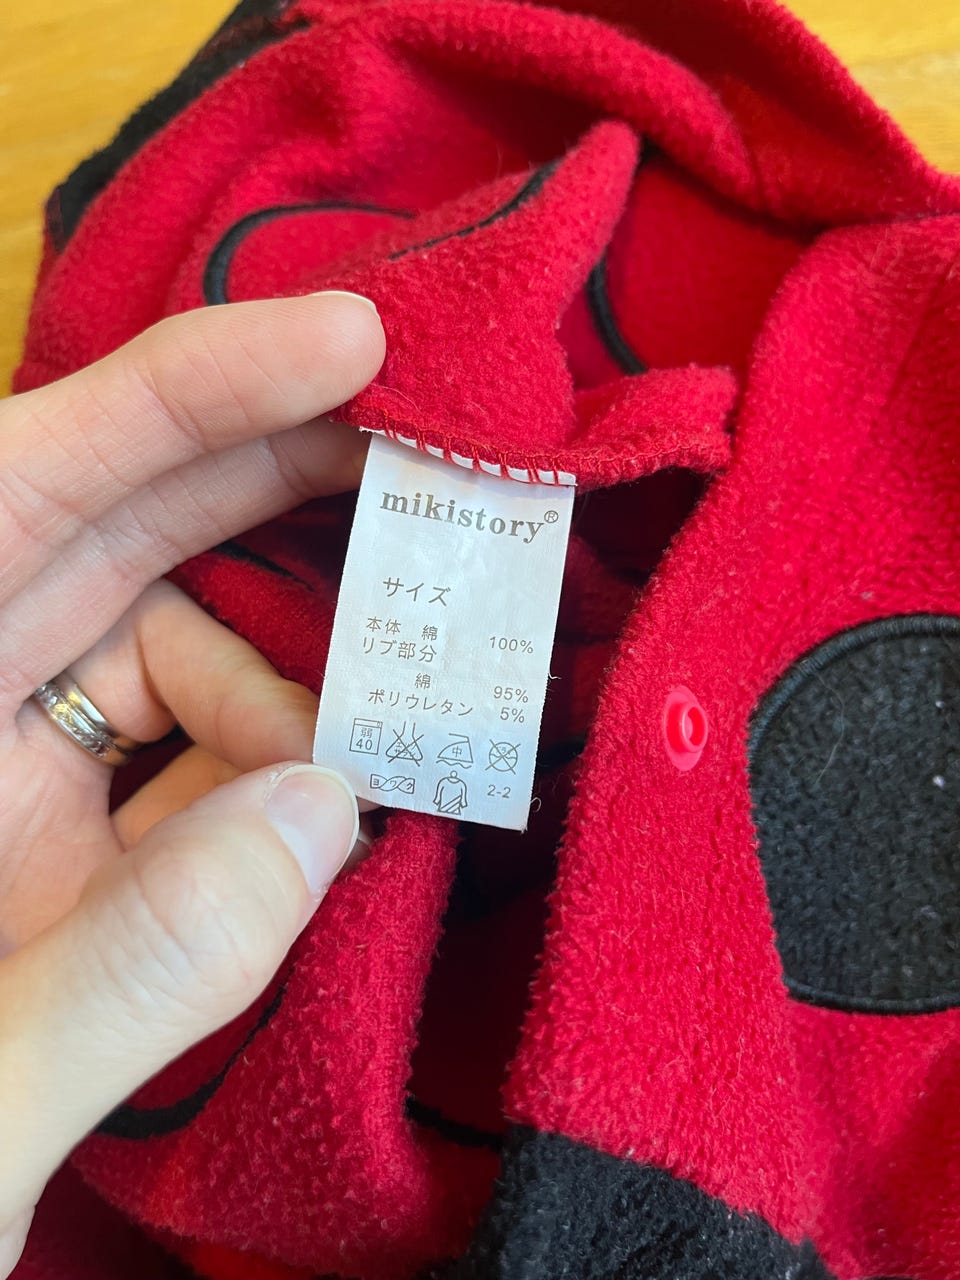 mikistory®
サイズ
本体 綿 100%
リブ部分
綿 95%
ポリウレタン 5%
弱
40
中
2-2